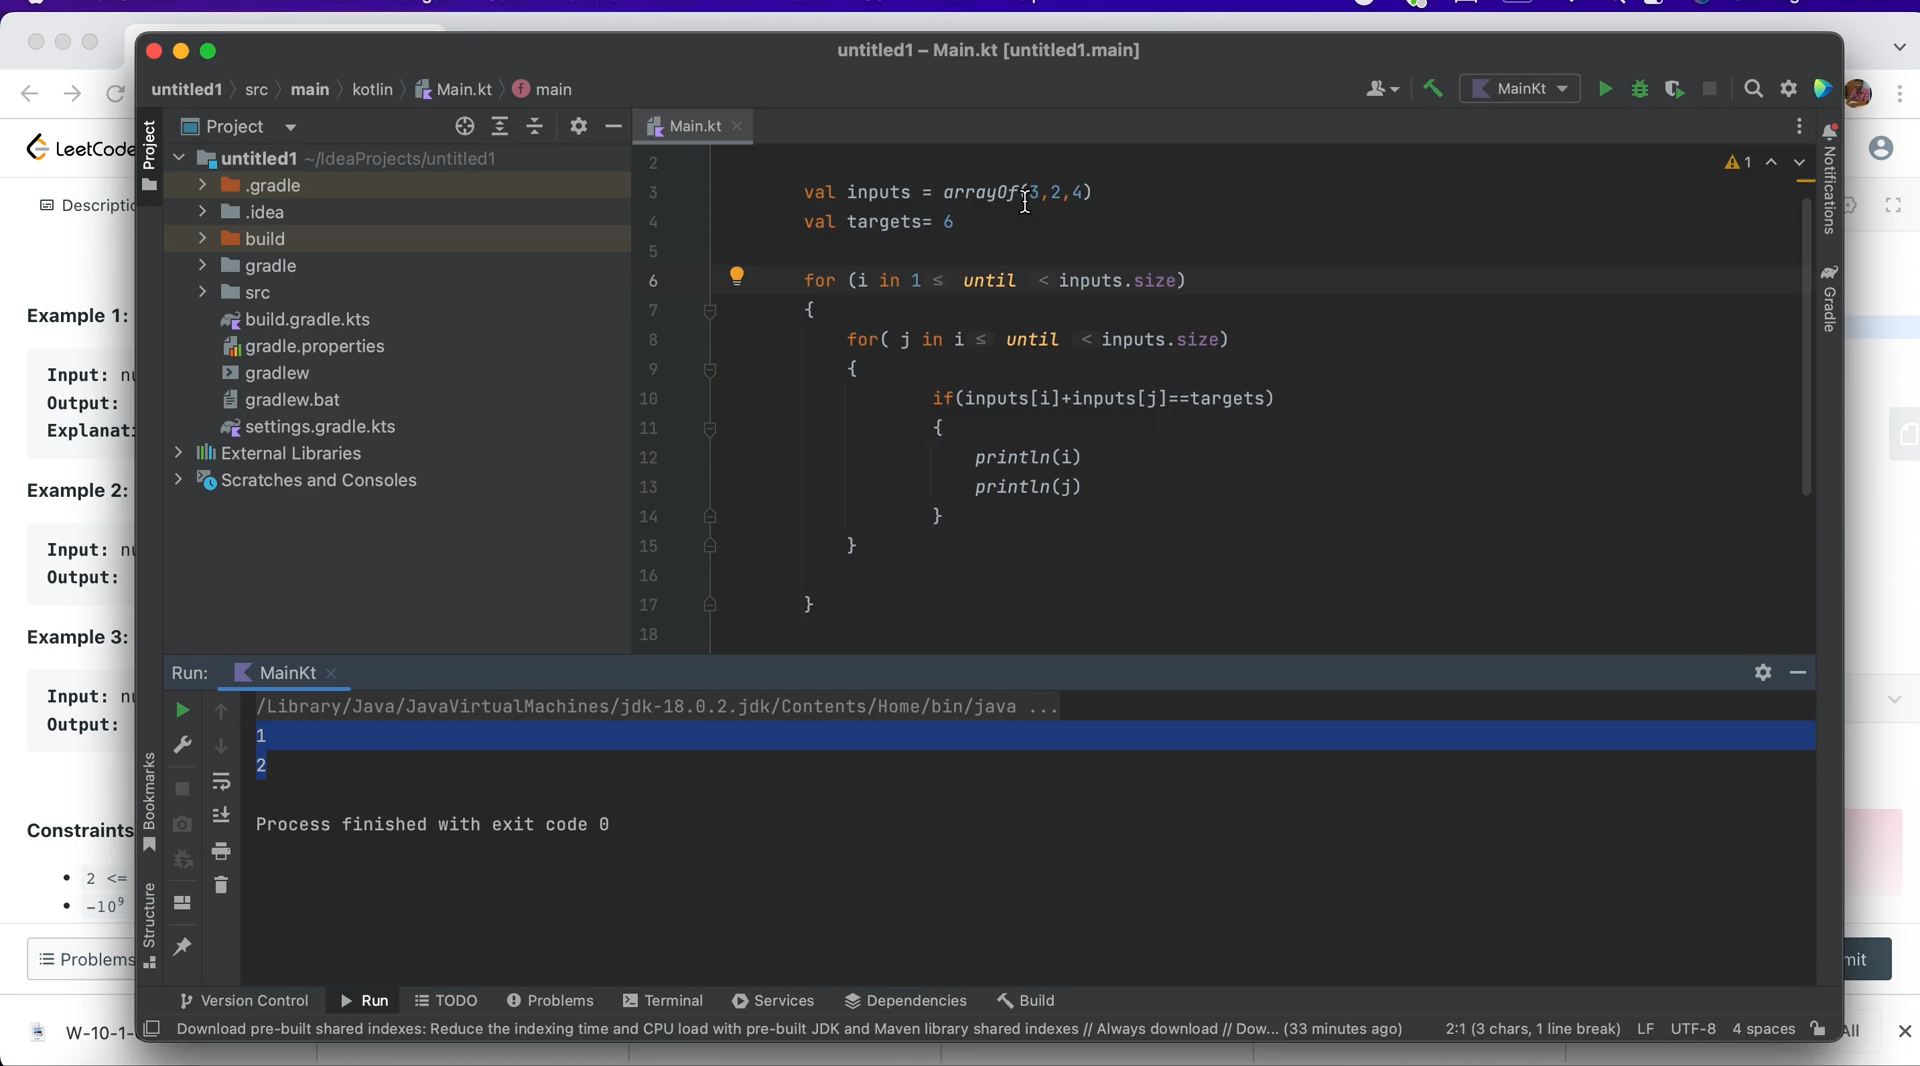 untitled1 – Main.kt [untitled1.main]
untitled1 src main kotlin Main.kt main
MainKt
Project
Main.kt
LeetCode
Project
Notifications
Gradle
Bookmarks
Structure
untitled1 ~/IdeaProjects/untitled1
.gradle
.idea
build
gradle
src
build.gradle.kts
gradle.properties
gradlew
gradlew.bat
settings.gradle.kts
External Libraries
Scratches and Consoles
Example 1:
Input:
Output:
Example 2:
Input:
Output:
Example 3:
Input:
Output:
Constraints
2 <=
-10⁹
Problems
1
2
3 val inputs = arrayOf(3,2,4)
4 val targets= 6
5
6 for (i in 1 ≤ until < inputs.size)
7 {
8 for( j in i ≤ until < inputs.size)
9 {
10 if(inputs[i]+inputs[j]==targets)
11 {
12 println(i)
13 println(j)
14 }
15 }
16
17 }
18
Run: MainKt
/Library/Java/JavaVirtualMachines/jdk-18.0.2.jdk/Contents/Home/bin/java ...
1
2
Process finished with exit code 0
Version Control Run TODO Problems Terminal Services Dependencies Build
Download pre-built shared indexes: Reduce the indexing time and CPU load with pre-built JDK and Maven library shared indexes // Always download // Dow... (33 minutes ago) 2:1 (3 chars, 1 line break) LF UTF-8 4 spaces
W-10-1-